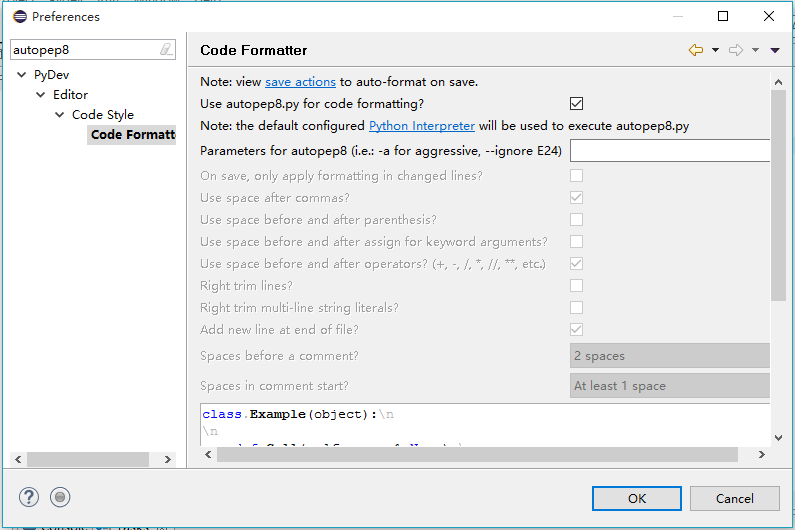 Preferences
autopep8
Code Formatter
PyDev
Editor
Code Style
Code Formatt
Note: view save actions to auto-format on save.
Use autopep8.py for code formatting?
Note: the default configured Python Interpreter will be used to execute autopep8.py
Parameters for autopep8 (i.e.: -a for aggressive, --ignore E24)
On save, only apply formatting in changed lines?
Use space after commas?
Use space before and after parenthesis?
Use space before and after assign for keyword arguments?
Use space before and after operators? (+, -, /, *, //, **, etc.)
Right trim lines?
Right trim multi-line string literals?
Add new line at end of file?
Spaces before a comment?
2 spaces
Spaces in comment start?
At least 1 space
class.Example(object):\n
\n
OK
Cancel